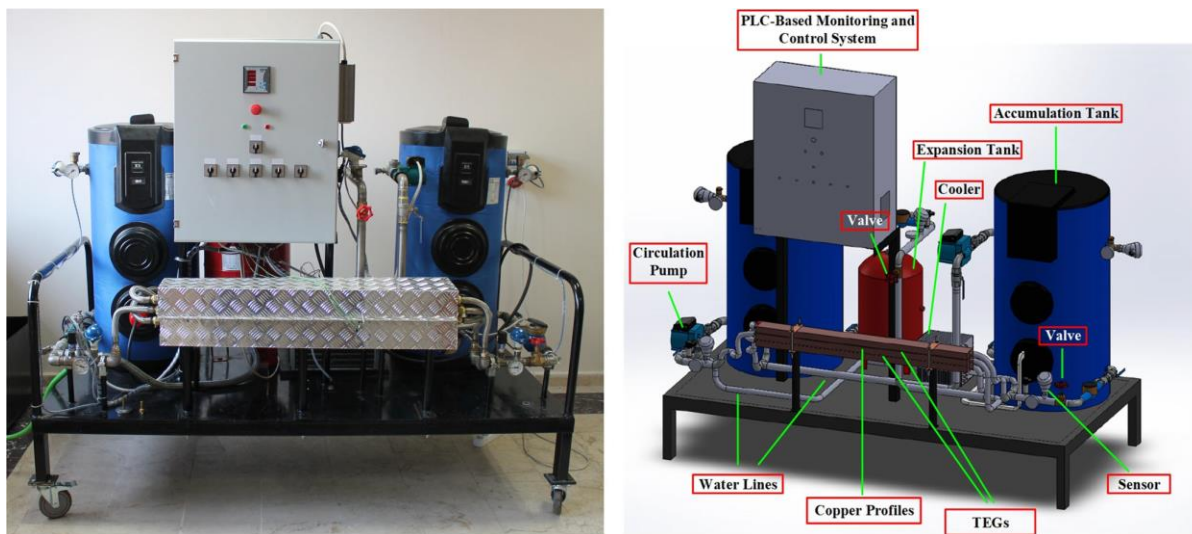 PLC-Based Monitoring and
Control System
Accumulation Tank
Expansion Tank
Cooler
Valve
Circulation
Pump
Valve
Water Lines
Copper Profiles
TEGs
Sensor